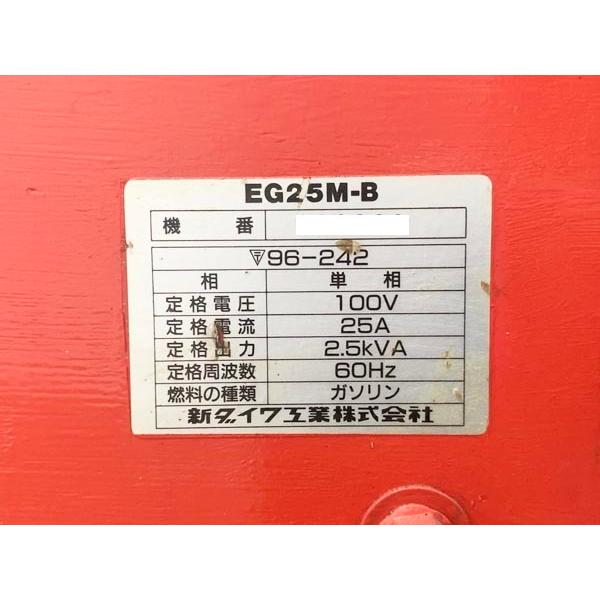 EG25M-B
機番
96-242
相 単相
定格電圧 100V
定格電流 25A
定格出力 2.5kVA
定格周波数 60Hz
燃料の種類 ガソリン
新ダイワ工業株式会社